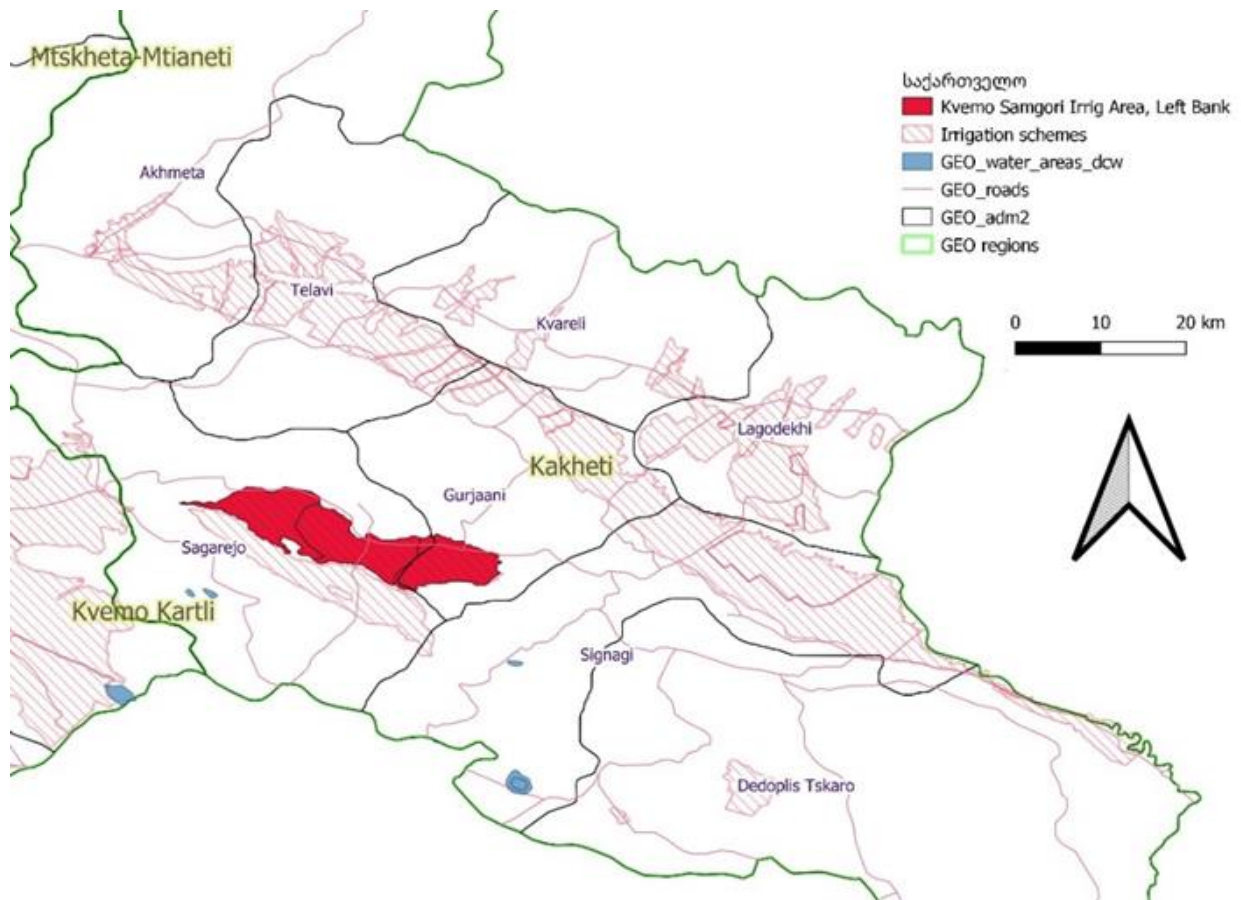 Mtskheta-Mtianeti
საქართველო
Kvemo Samgori Irrig Area, Left Bank
Irrigation schemes
GEO_water_areas_dcw
GEO_roads
GEO_adm2
GEO regions
Akhmeta
Telavi
Kvareli
0 10 20 km
Lagodekhi
Kakheti
Gurjaani
Sagarejo
Kvemo Kartli
Signagi
Dedoplis Tskaro